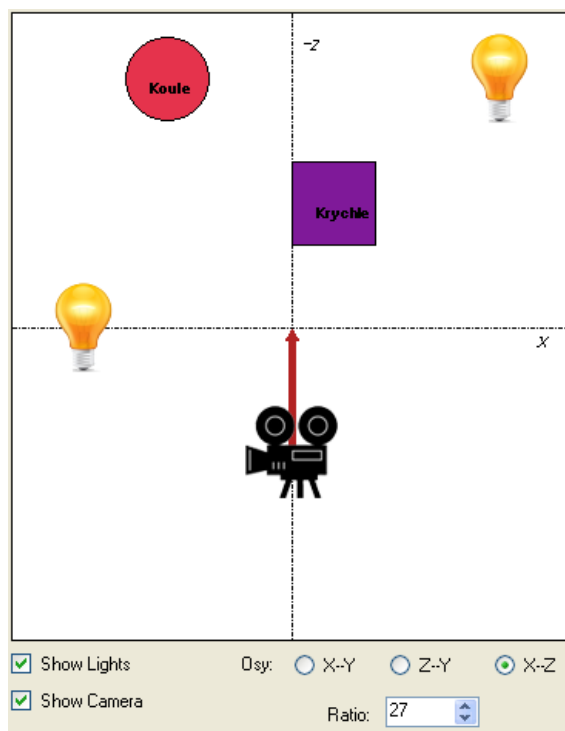 -Z
Koule
Krychle
X
Show Lights
Osy:
X--Y
Z--Y
X--Z
Show Camera
Ratio:
27